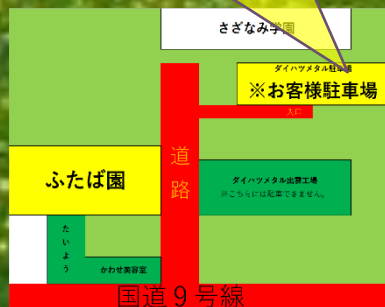 さざなみ学園
ダイハツメタル駐車場
※お客様駐車場
入口
道路
ふたば園
ダイハツメタル出雲工場
※こちらには駐車できません。
たいよう
かわせ美容室
国道9号線